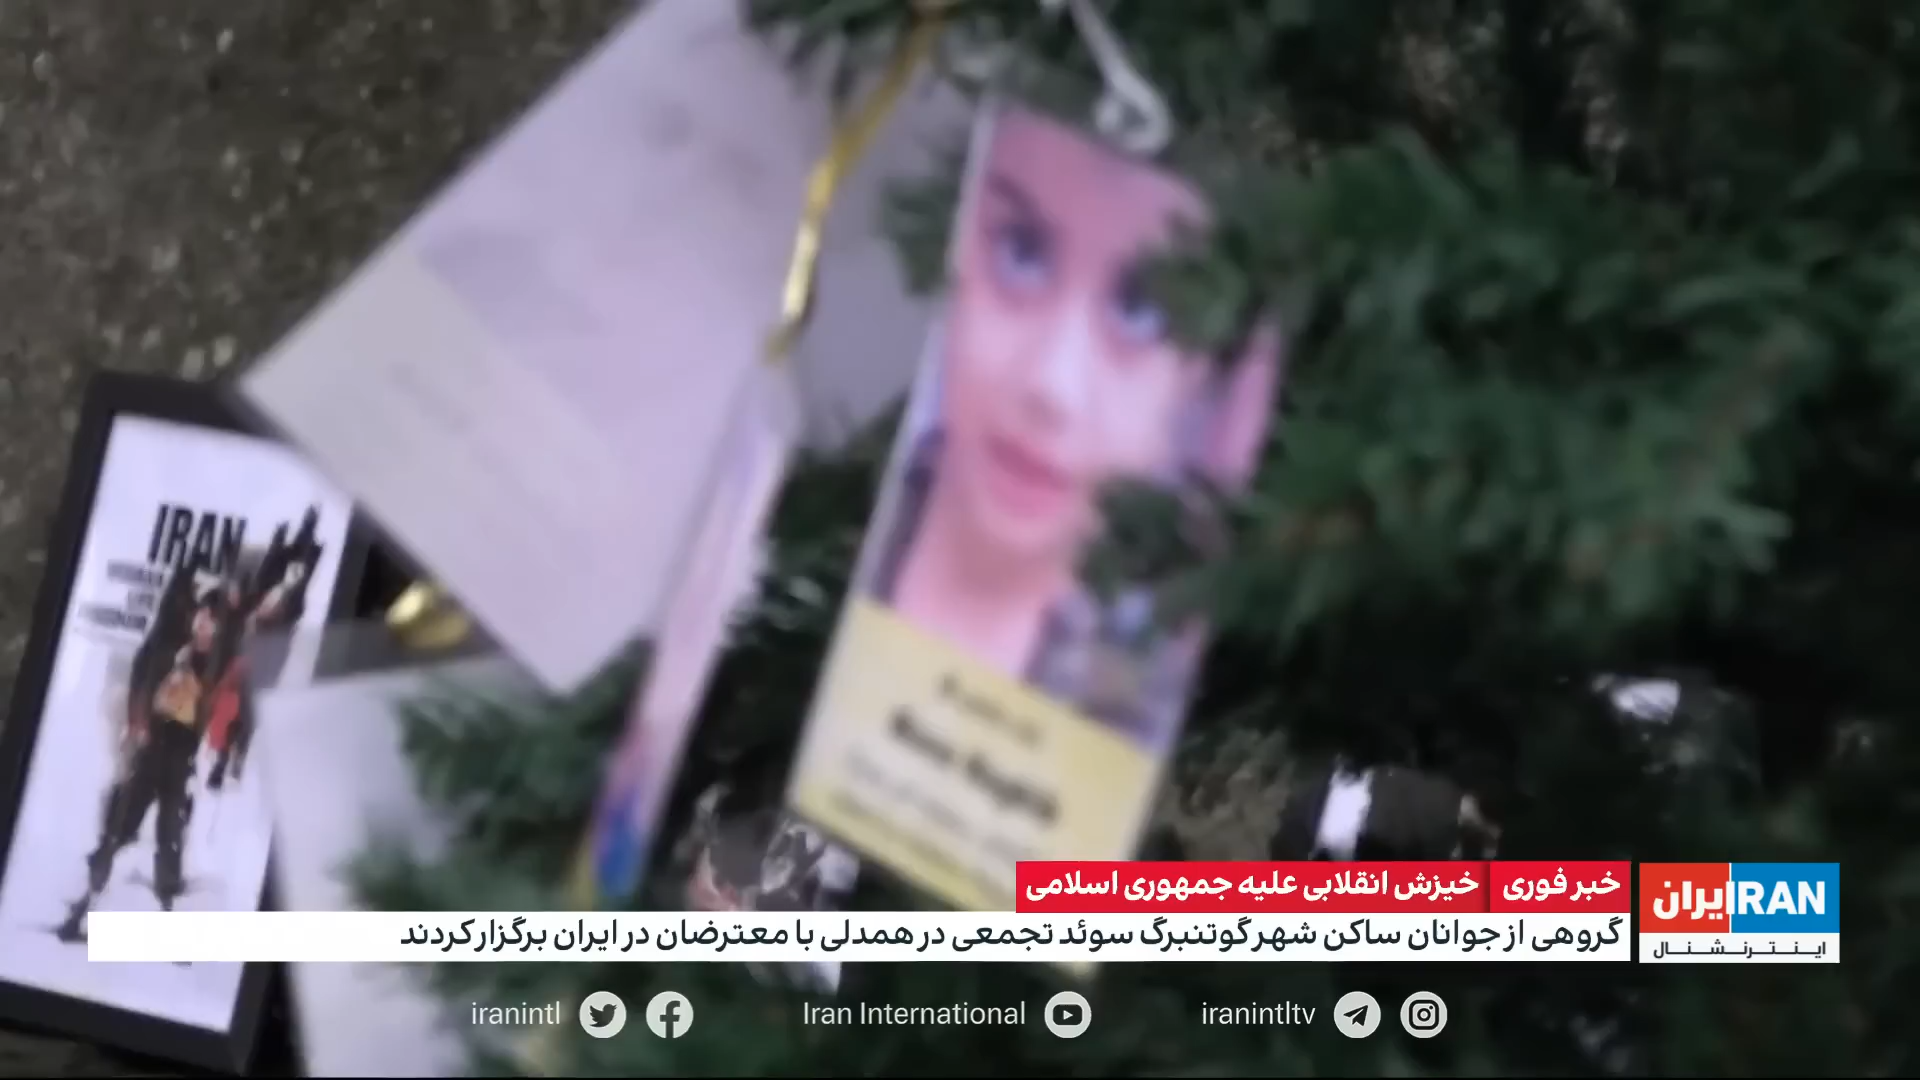 IRAN
خبر فوری
خیزش انقلابی علیه جمهوری اسلامی
گروهی از جوانان ساکن شهر گوتنبرگ سوئد تجمعی در همدلی با معترضان در ایران برگزار کردند
ایران IRAN
اینترنشنال
iranintl
Iran International
iranintltv